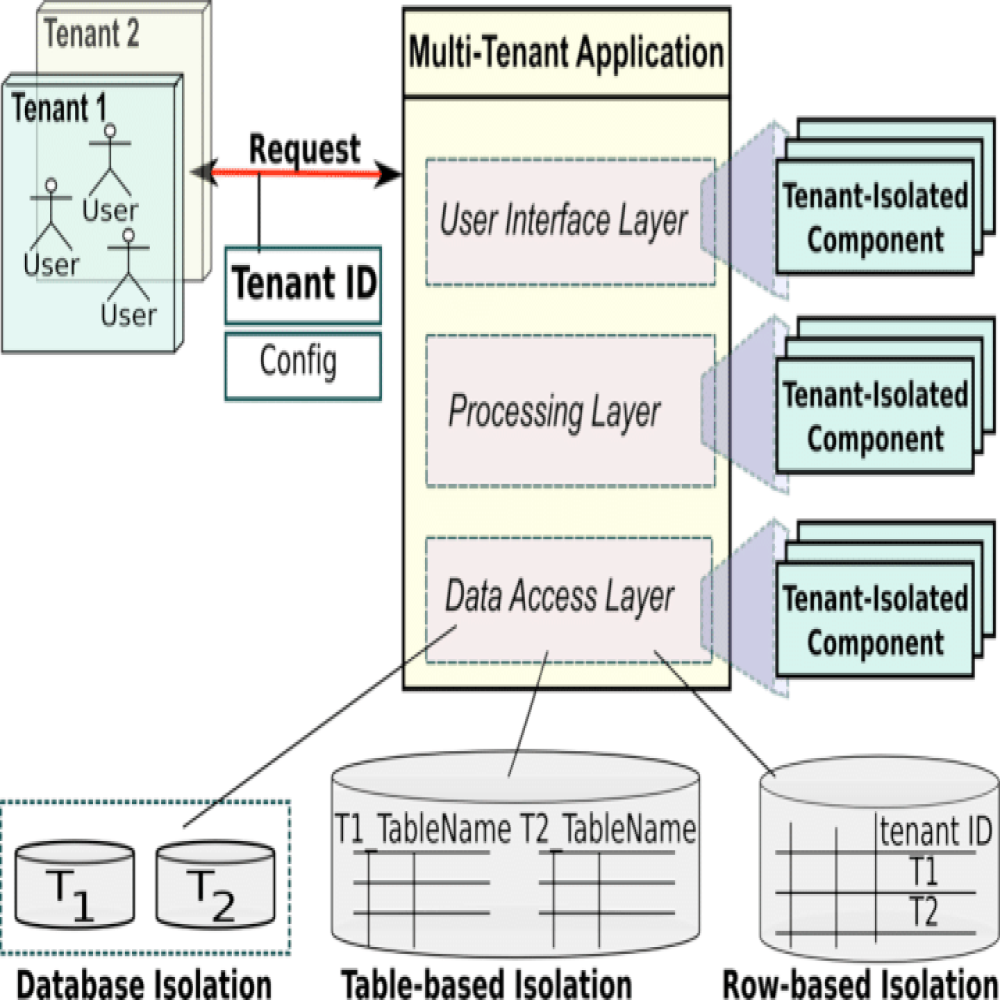 Tenant 2
Tenant 1
User
User
User
Request
Tenant ID
Config
Multi-Tenant Application
User Interface Layer
Tenant-Isolated
Component
Processing Layer
Tenant-Isolated
Component
Data Access Layer
Tenant-Isolated
Component
T1
T2
Database Isolation
T1_TableName T2_TableName
Table-based Isolation
tenant ID
T1
T2
Row-based Isolation